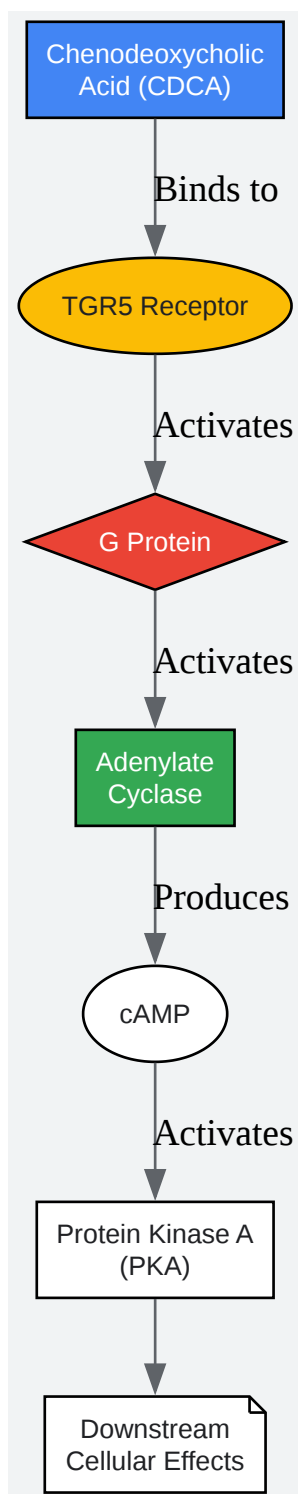 Chenodeoxycholic
Acid (CDCA)
Binds to
TGR5 Receptor
Activates
G Protein
Activates
Adenylate
Cyclase
Produces
cAMP
Activates
Protein Kinase A
(PKA)
Downstream
Cellular Effects